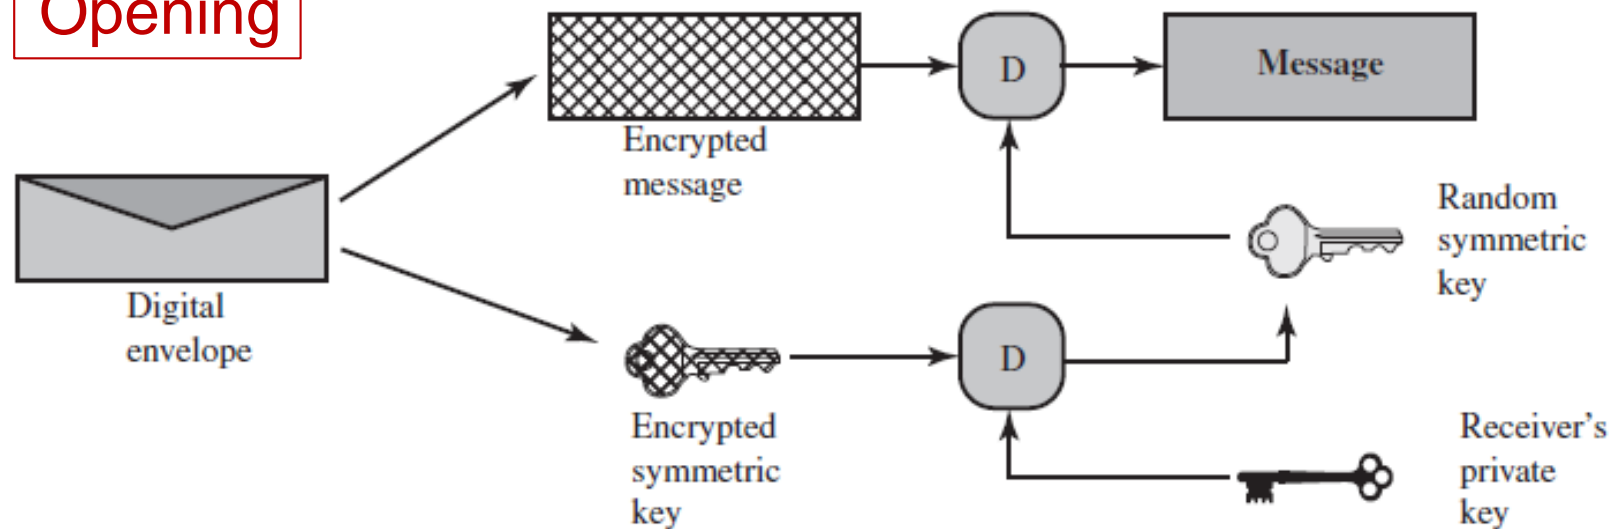 Opening
D
Message
Encrypted
message
Random
symmetric
key
Digital
envelope
D
Encrypted
symmetric
key
Receiver's
private
key